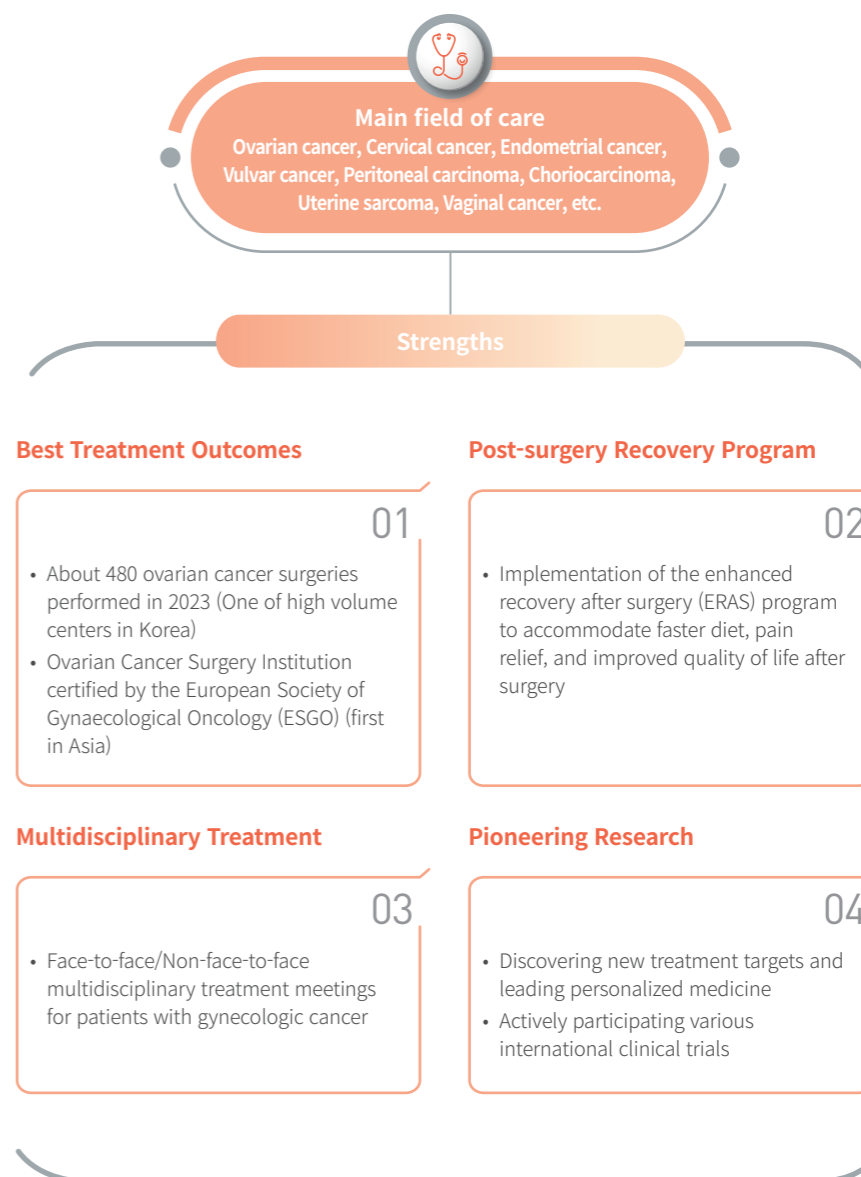 Main field of care
Ovarian cancer, Cervical cancer, Endometrial cancer,
Vulvar cancer, Peritoneal carcinoma, Choriocarcinoma,
Uterine sarcoma, Vaginal cancer, etc.
Strengths
Best Treatment Outcomes
01
• About 480 ovarian cancer surgeries
performed in 2023 (One of high volume
centers in Korea)
• Ovarian Cancer Surgery Institution
certified by the European Society of
Gynaecological Oncology (ESGO) (first
in Asia)
Post-surgery Recovery Program
02
• Implementation of the enhanced
recovery after surgery (ERAS) program
to accommodate faster diet, pain
relief, and improved quality of life after
surgery
Multidisciplinary Treatment
03
• Face-to-face/Non-face-to-face
multidisciplinary treatment meetings
for patients with gynecologic cancer
Pioneering Research
04
• Discovering new treatment targets and
leading personalized medicine
• Actively participating various
international clinical trials